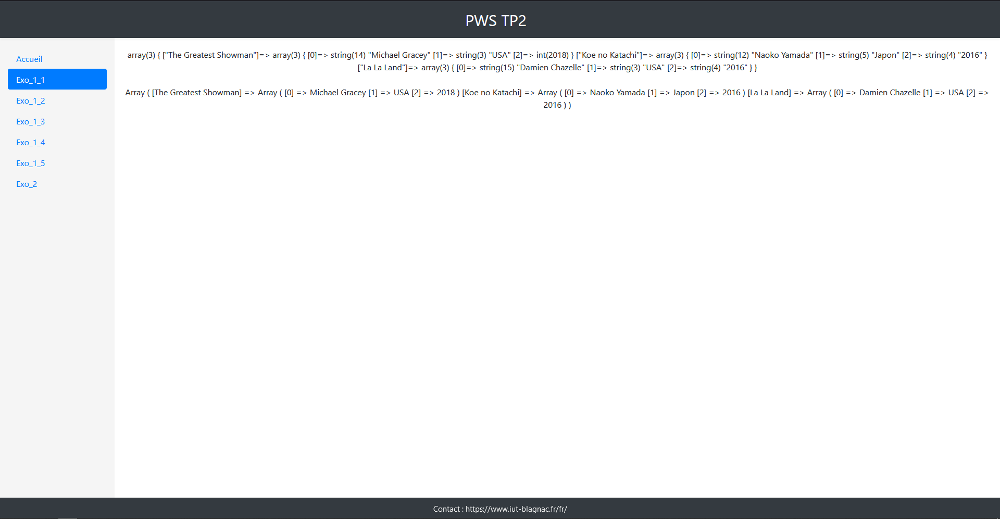 PWS TP2
Accueil
Exo_1_1
Exo_1_2
Exo_1_3
Exo_1_4
Exo_1_5
Exo_2
array(3) { ["The Greatest Showman"]=> array(3) { [0]=> string(14) "Michael Gracey" [1]=> string(3) "USA" [2]=> int(2018) } ["Koe no Katachi"]=> array(3) { [0]=> string(12) "Naoko Yamada" [1]=> string(5) "Japon" [2]=> string(4) "2016" }
["La La Land"]=> array(3) { [0]=> string(15) "Damien Chazelle" [1]=> string(3) "USA" [2]=> string(4) "2016" } }
Array ( [The Greatest Showman] => Array ( [0] => Michael Gracey [1] => USA [2] => 2018 ) [Koe no Katachi] => Array ( [0] => Naoko Yamada [1] => Japon [2] => 2016 ) [La La Land] => Array ( [0] => Damien Chazelle [1] => USA [2] =>
2016 ) )
Contact : https://www.iut-blagnac.fr/fr/